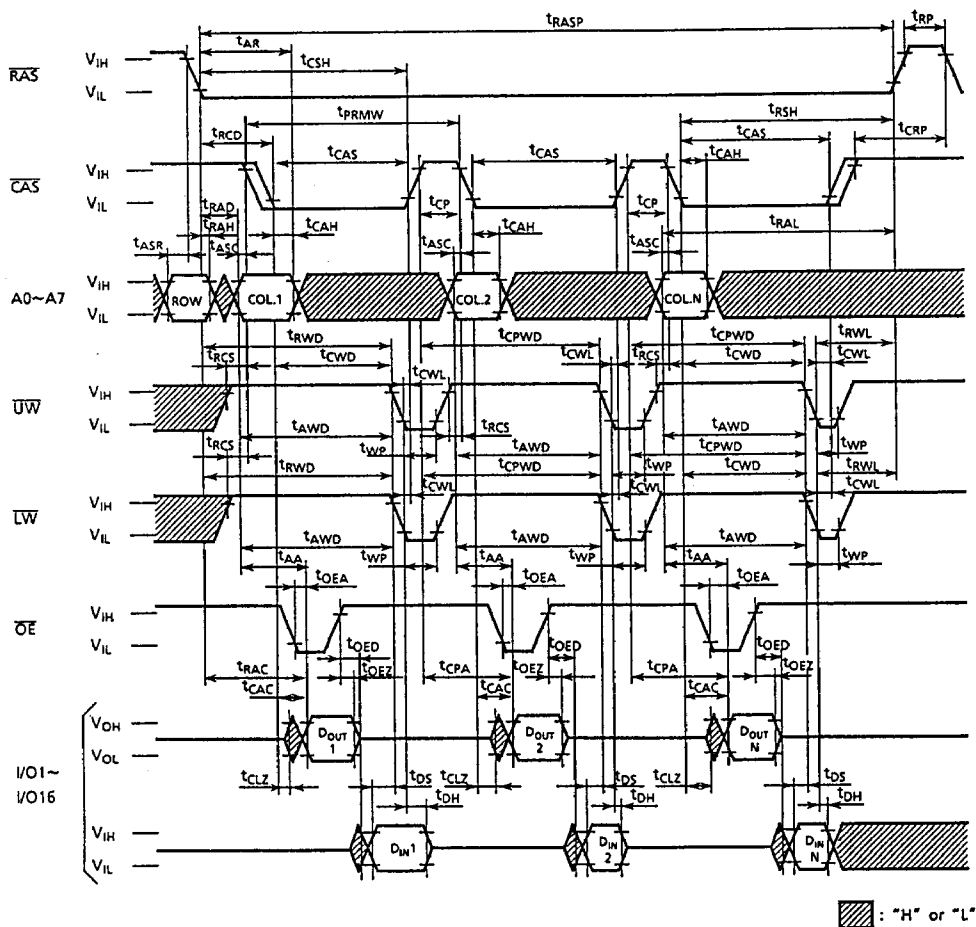 tRASP
tRP
tAR
tCSH
RAS
VIH
VIL
tPRMW
tRSH
tRCD
tCAS
tCAS
tCAS
tCRP
tCAH
CAS
VIH
VIL
tRAD
tRAH
tCP
tCP
tRAL
tASR
tASC
tCAH
tASC
tCAH
tASC
A0~A7
VIH
VIL
ROW
COL.1
COL.2
COL.N
tRWD
tCPWD
tCPWD
tRWL
tRCS
tCWD
tCWL
tCWL
tRCS
tCWD
tCWL
UW
VIH
VIL
tAWD
tWP
tRCS
tAWD
tCPWD
tAWD
tCPWD
tWP
tRCS
tRWD
tWP
tCWD
tRWL
tCWL
tCWL
tCWL
LW
VIH
VIL
tAWD
tWP
tAWD
tWP
tAWD
tWP
tAA
tOEA
tAA
tOEA
tAA
tOEA
OE
VIH
VIL
tOED
tOEZ
tOED
tOEZ
tOED
tOEZ
tRAC
tCAC
tCPA
tCAC
tCPA
tCAC
I/O1~
I/O16
VOH
VOL
DOUT 1
DOUT 2
DOUT N
tCLZ
tDS
tDH
tCLZ
tDS
tDH
tCLZ
tDS
tDH
VIH
VIL
DIN 1
DIN 2
DIN N
: "H" or "L"